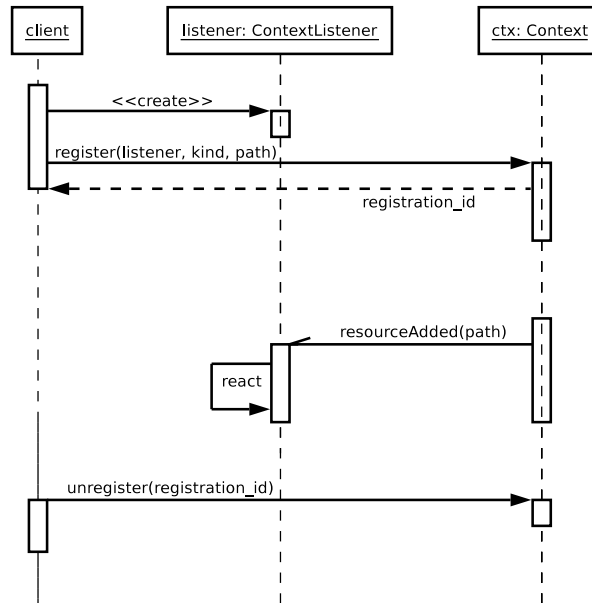 client
listener: ContextListener
ctx: Context
<<create>>
register(listener, kind, path)
registration_id
resourceAdded(path)
react
unregister(registration_id)